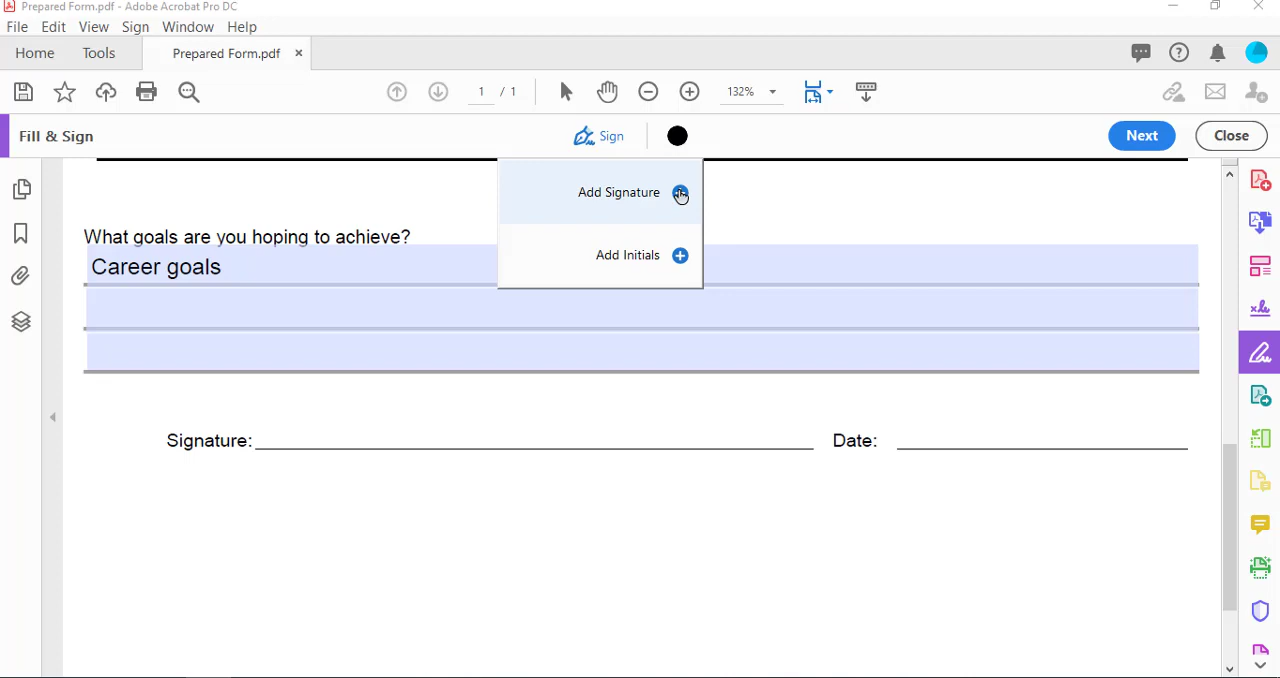 Prepared Form.pdf - Adobe Acrobat Pro DC
File Edit View Sign Window Help
Home Tools Prepared Form.pdf ×
1 / 1 132%
Fill & Sign Sign Next Close
Add Signature
Add Initials
What goals are you hoping to achieve?
Career goals
Signature: Date: